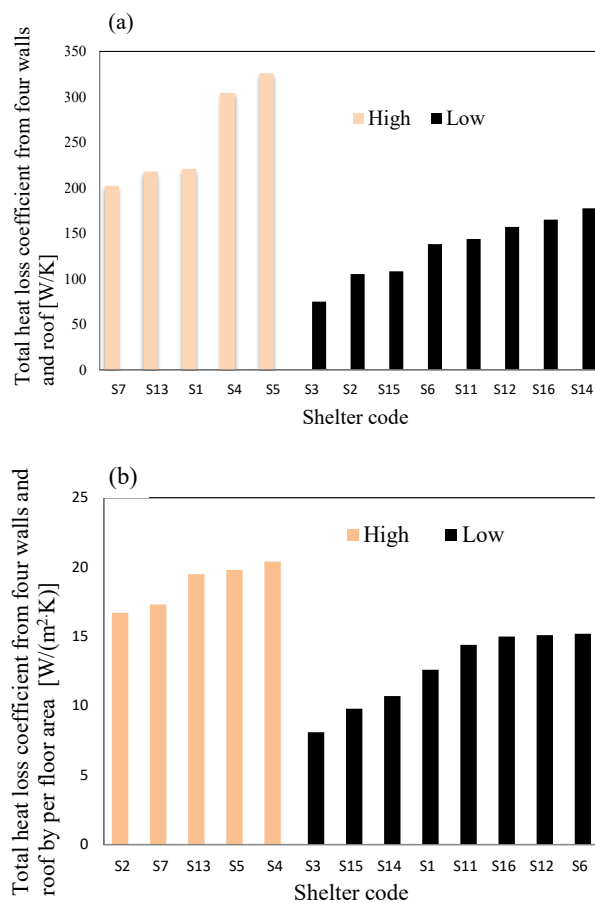 (a)
Total heat loss coefficient from four walls
and roof [W/K]
350
300
250
200
150
100
50
0
High Low
S7 S13 S1 S4 S5 S3 S2 S15 S6 S11 S12 S16 S14
Shelter code
(b)
Total heat loss coefficient from four walls and
roof by per floor area [W/(m²·K)]
25
20
15
10
5
0
High Low
S2 S7 S13 S5 S4 S3 S15 S14 S1 S11 S16 S12 S6
Shelter code